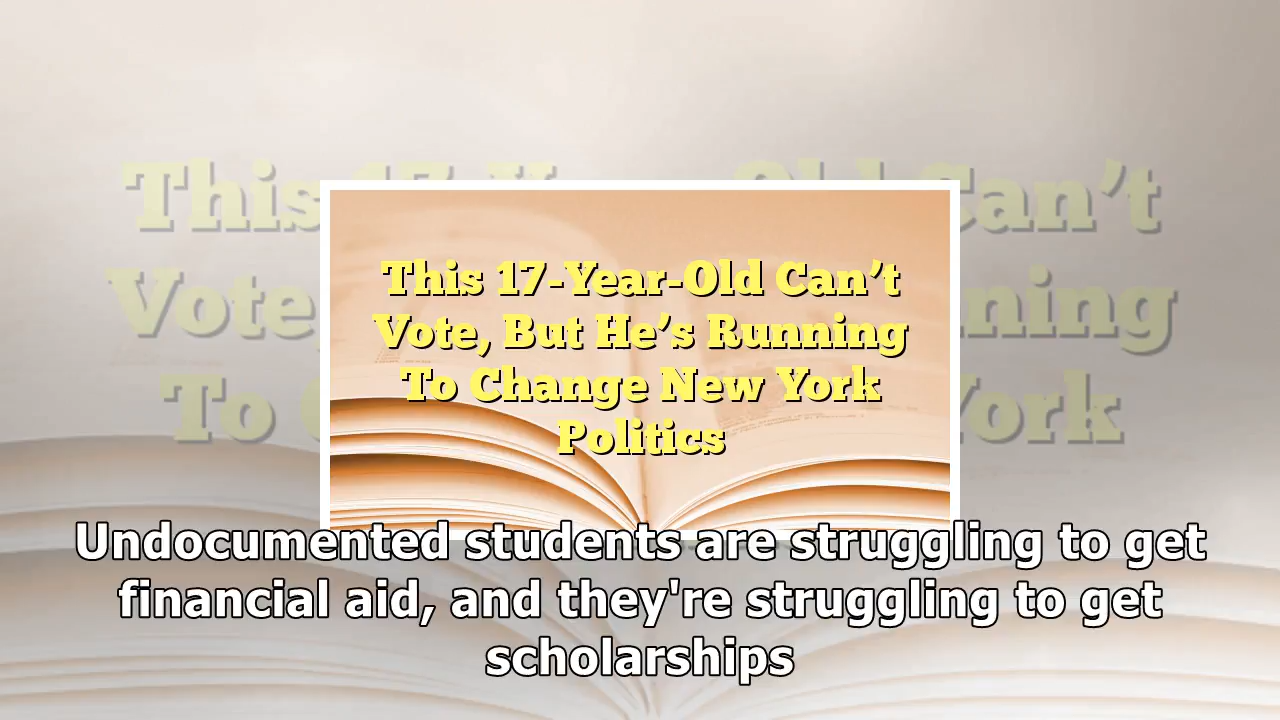 This 17-Year-Old Can’t
Vote, But He’s Running
To Change New York
Politics
Undocumented students are struggling to get
financial aid, and they're struggling to get
scholarships